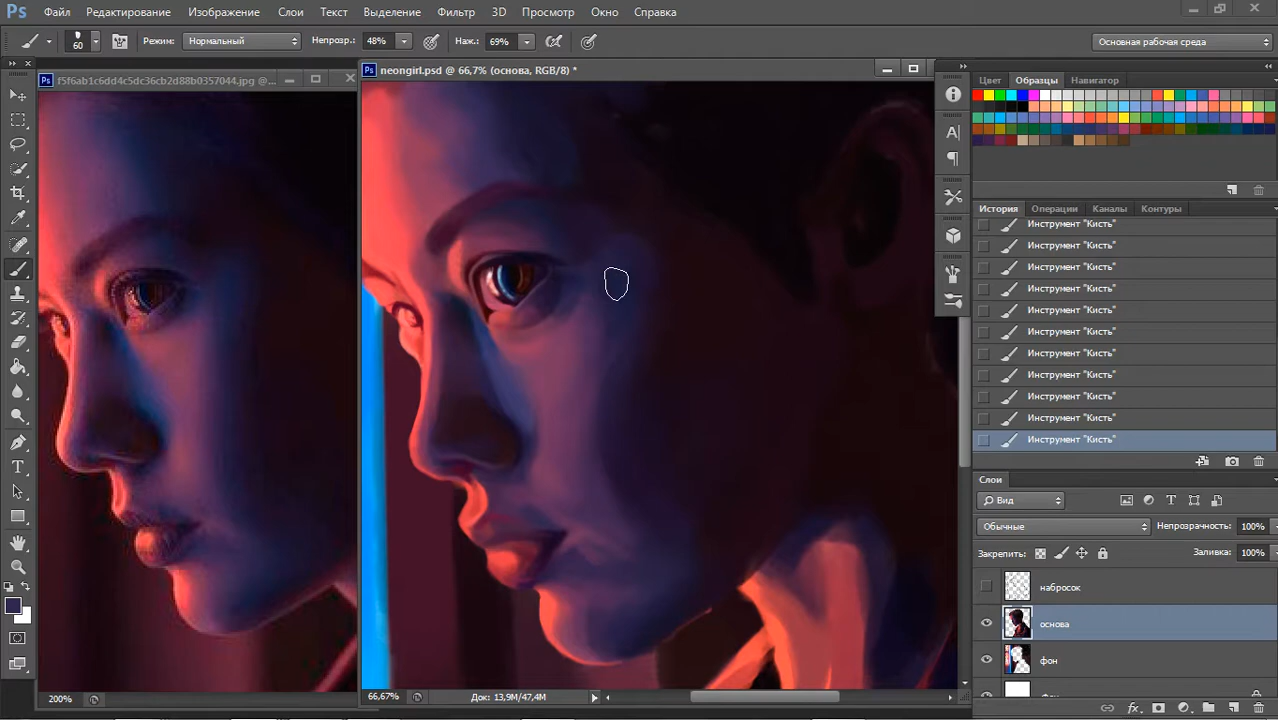 Ps Файл Редактирование Изображение Слои Текст Выделение Фильтр 3D Просмотр Окно Справка
60 Режим: Нормальный Непрозр.: 48% Наж.: 69% Основная рабочая среда
f5f6ab1c6dd4c5dc36cb2d88b0357044.jpg @...
Ps neongirl.psd @ 66,7% (основа, RGB/8) *
Цвет Образцы Навигатор
История Операции Каналы Контуры
Инструмент "Кисть"
Инструмент "Кисть"
Инструмент "Кисть"
Инструмент "Кисть"
Инструмент "Кисть"
Инструмент "Кисть"
Инструмент "Кисть"
Инструмент "Кисть"
Инструмент "Кисть"
Инструмент "Кисть"
Инструмент "Кисть"
Слои
Вид
Обычные Непрозрачность: 100%
Закрепить: Заливка: 100%
набросок
основа
фон
200%
66,67% Док: 13,9M/47,4M